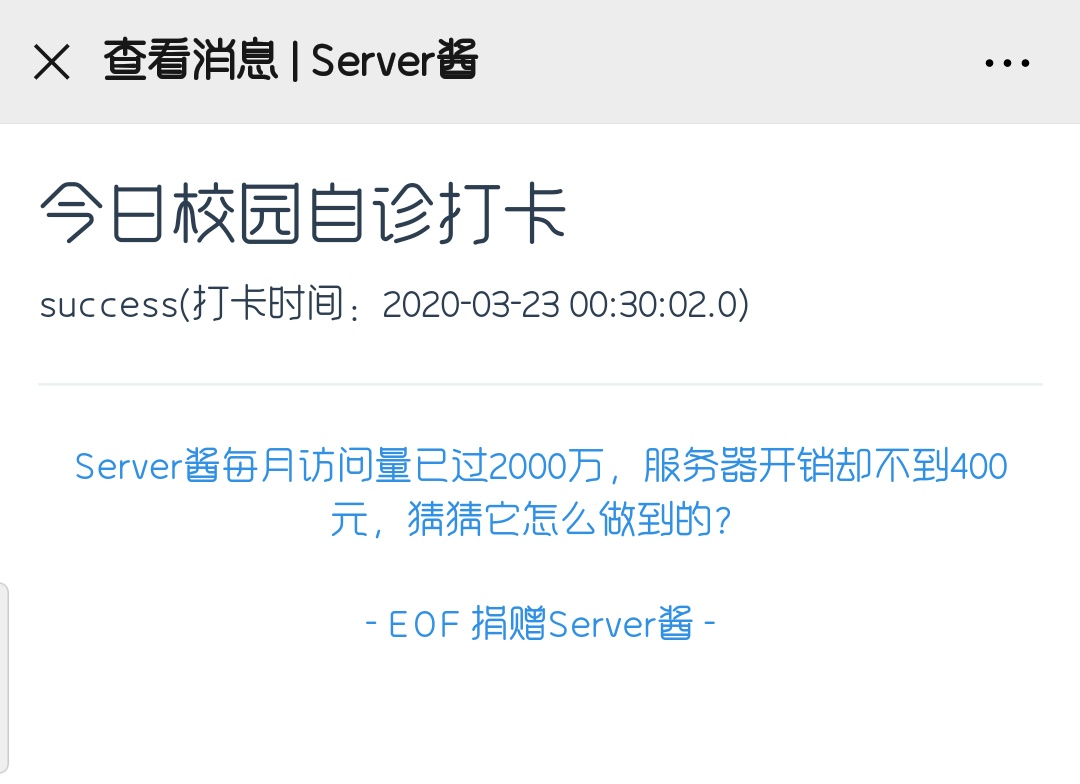 查看消息 | Server酱
今日校园自诊打卡
success(打卡时间：2020-03-23 00:30:02.0)
Server酱每月访问量已过2000万，服务器开销却不到400
元，猜猜它怎么做到的？
- EOF 捐赠Server酱 -